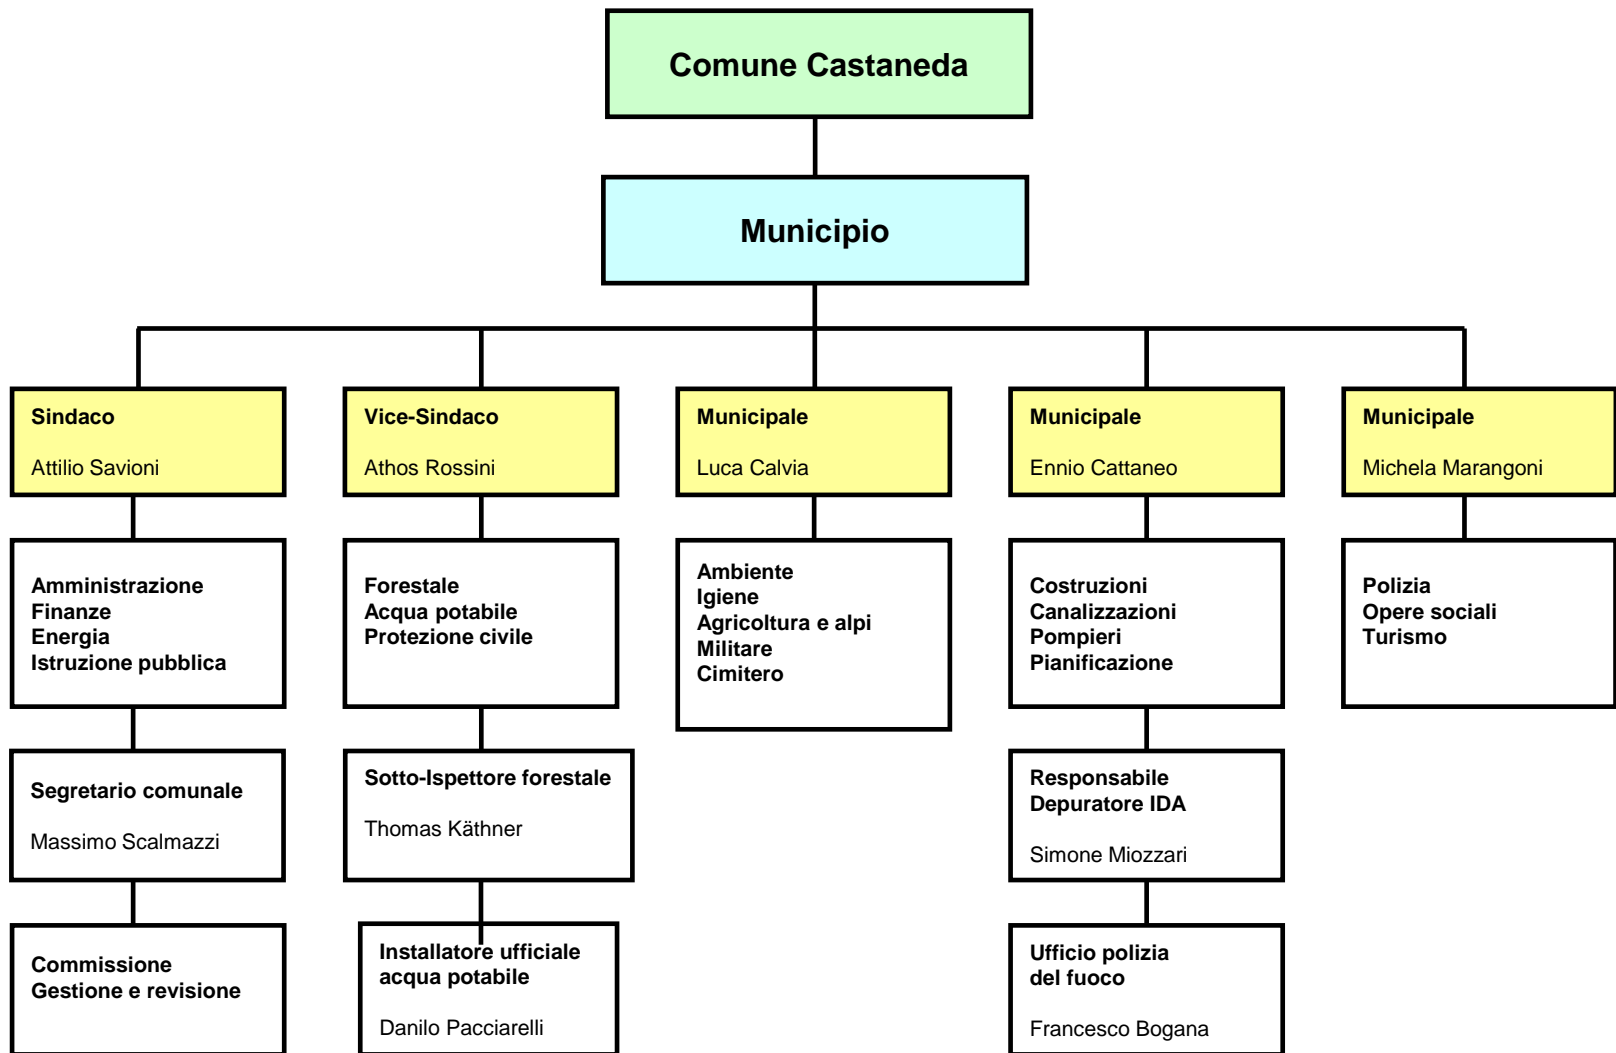 Comune Castaneda
Municipio
Sindaco
Attilio Savioni
Vice-Sindaco
Athos Rossini
Municipale
Luca Calvia
Municipale
Ennio Cattaneo
Municipale
Michela Marangoni
Amministrazione
Finanze
Energia
Istruzione pubblica
Forestale
Acqua potabile
Protezione civile
Ambiente
Igiene
Agricoltura e alpi
Militare
Cimitero
Costruzioni
Canalizzazioni
Pompieri
Pianificazione
Polizia
Opere sociali
Turismo
Segretario comunale
Massimo Scalmazzi
Sotto-Ispettore forestale
Thomas Käthner
Responsabile
Depuratore IDA
Simone Miozzari
Commissione
Gestione e revisione
Installatore ufficiale
acqua potabile
Danilo Pacciarelli
Ufficio polizia
del fuoco
Francesco Bogana